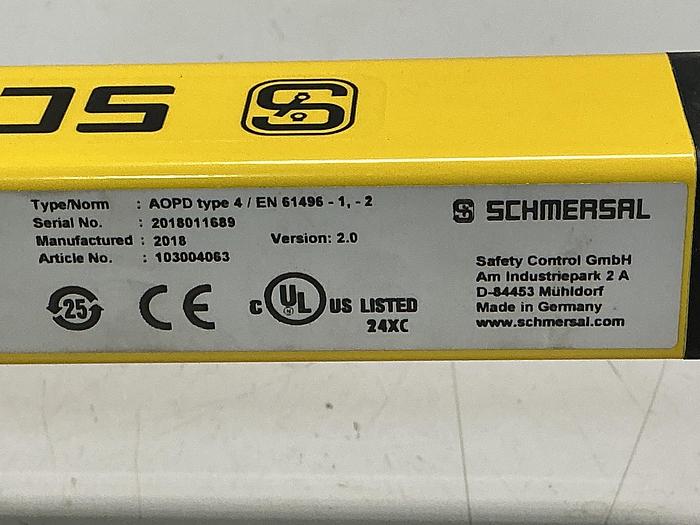 SC
Type/Norm : AOPD type 4 / EN 61496 - 1, - 2
Serial No. : 2018011689
Manufactured : 2018 Version: 2.0
Article No. : 103004063
25
CE
C UL US LISTED
24XC
SCHMERSAL
Safety Control GmbH
Am Industriepark 2 A
D-84453 Mühldorf
Made in Germany
www.schmersal.com